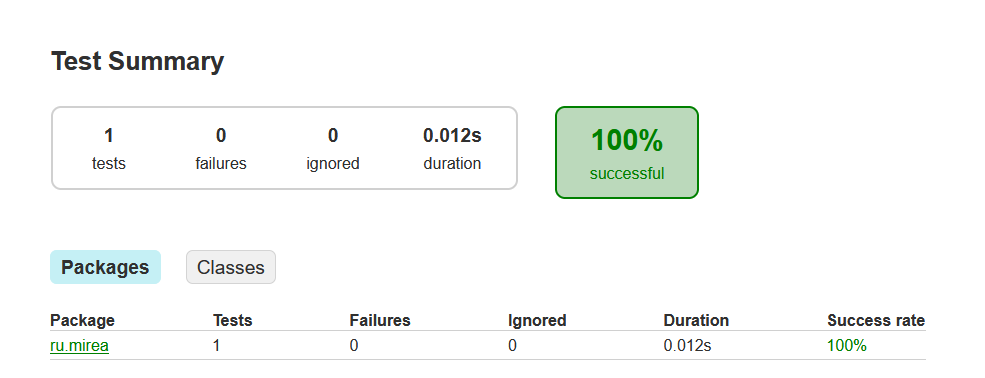 Test Summary
1 0 0 0.012s
tests failures ignored duration
100%
successful
Packages Classes
Package Tests Failures Ignored Duration Success rate
ru.mirea 1 0 0 0.012s 100%